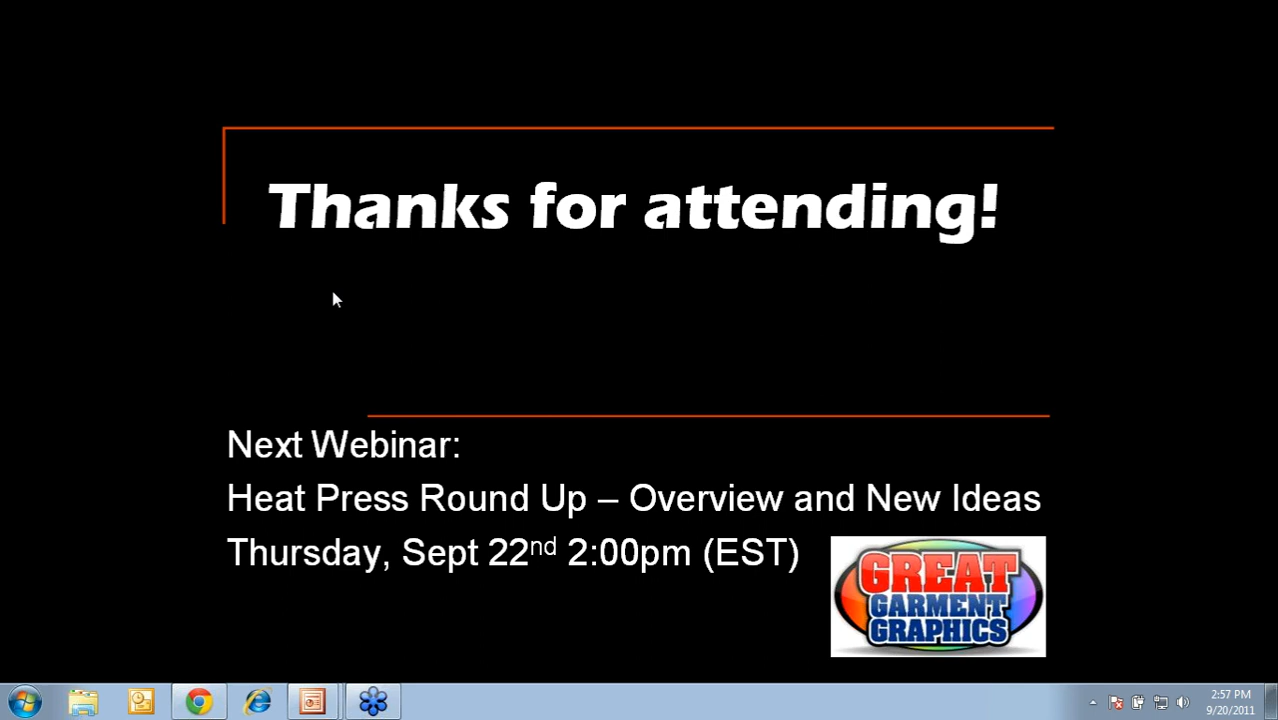 Thanks for attending!
Next Webinar:
Heat Press Round Up – Overview and New Ideas
Thursday, Sept 22nd 2:00pm (EST)
GREAT
GARMENT
GRAPHICS
2:57 PM
9/20/2011